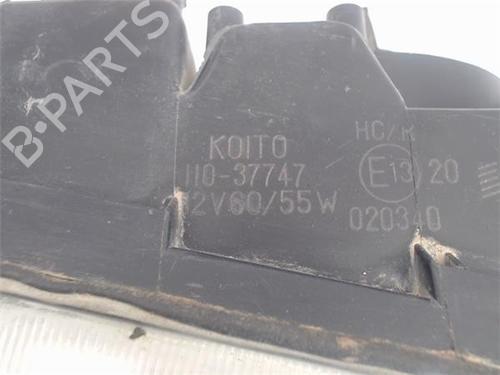 B-PARTS
KOITO
110-37747
12V60/55W
HC/R
E13 20
020340